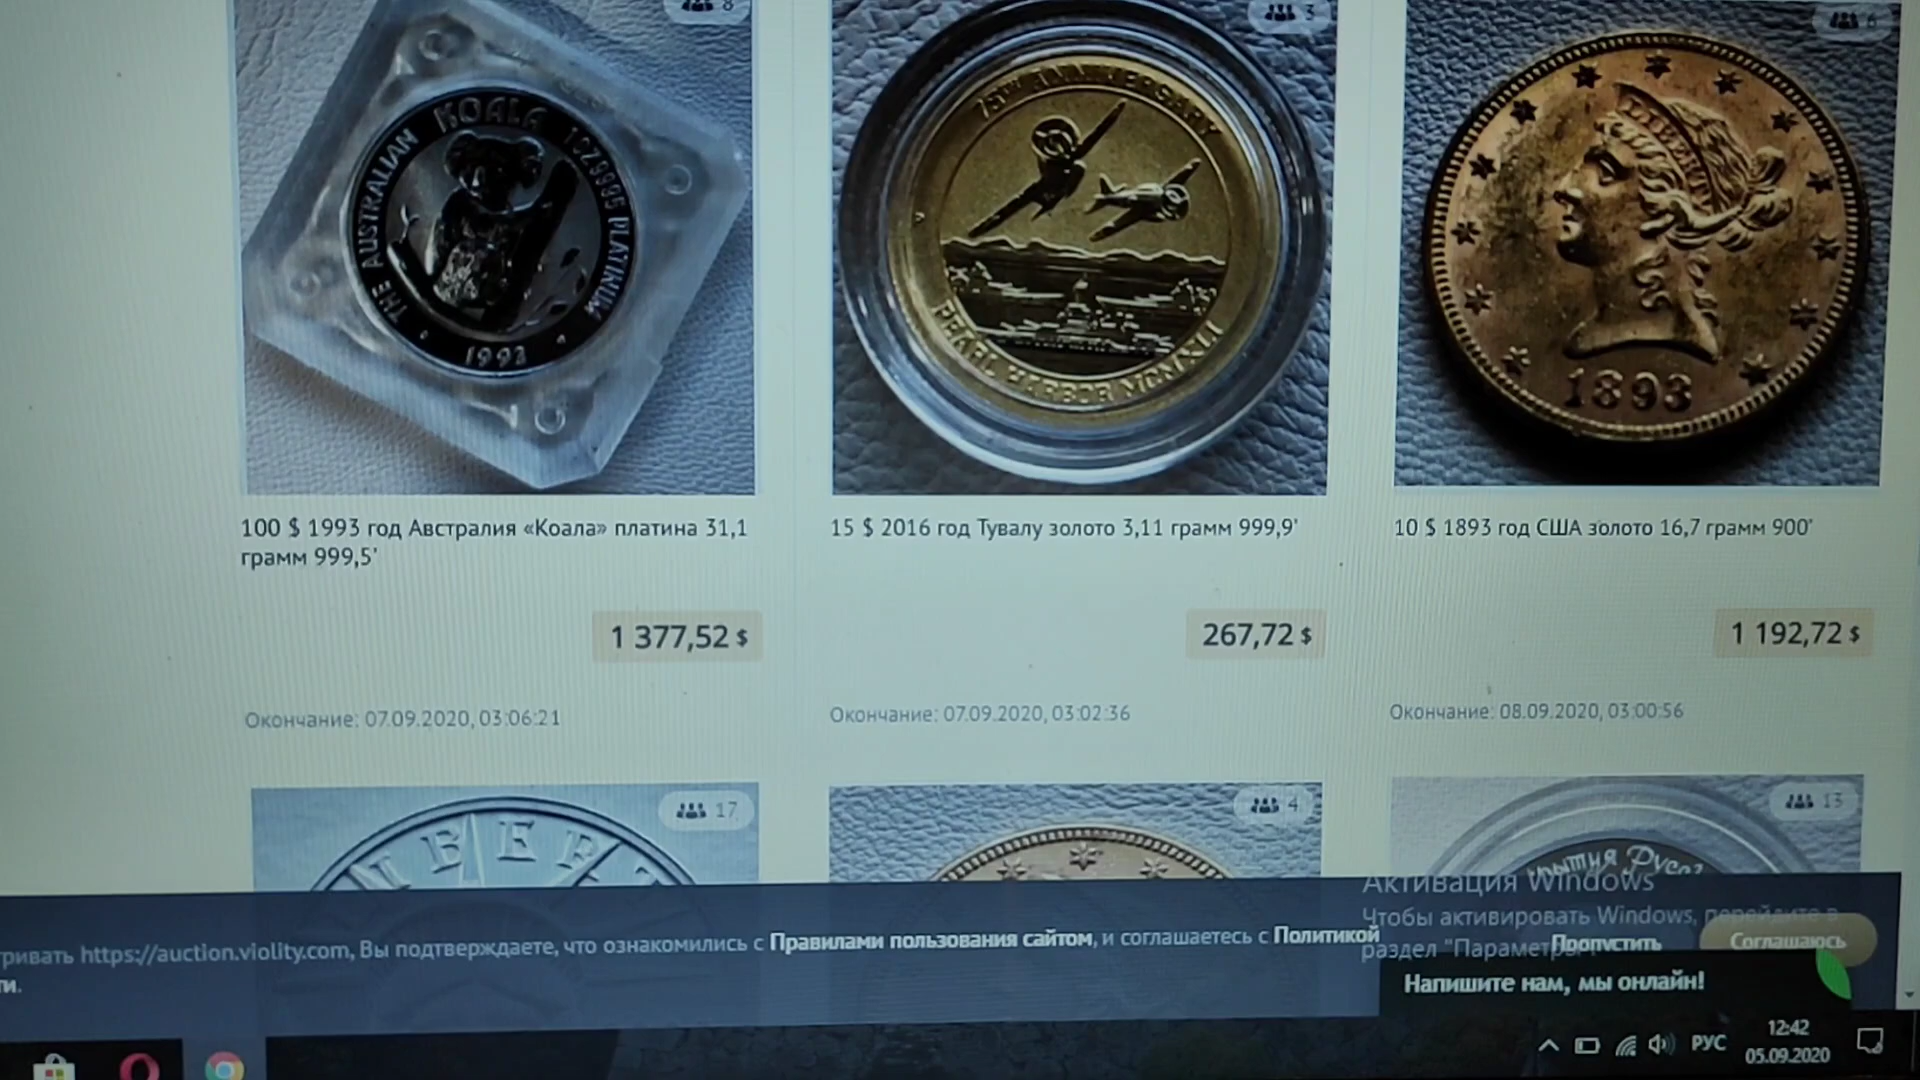 8
3
6
THE AUSTRALIAN KOALA 1OZ 9995 PLATINUM
1993
75TH ANNIVERSARY
PEARL HARBOR MCMXLI
LIBERTY
1893
100 $ 1993 год Австралия «Коала» платина 31,1
грамм 999,5'
15 $ 2016 год Тувалу золото 3,11 грамм 999,9'
10 $ 1893 год США золото 16,7 грамм 900'
1 377,52 $
267,72 $
1 192,72 $
Окончание: 07.09.2020, 03:06:21
Окончание: 07.09.2020, 03:02:36
Окончание: 08.09.2020, 03:00:56
17
4
13
Активация Windows
Чтобы активировать Windows, перейдите в
раздел "Параметры
тривать https://auction.violity.com, Вы подтверждаете, что ознакомились с Правилами пользования сайтом, и соглашаетесь с Политикой
ти.
Пропустить
Соглашаюсь
Напишите нам, мы онлайн!
РУС
12:42
05.09.2020